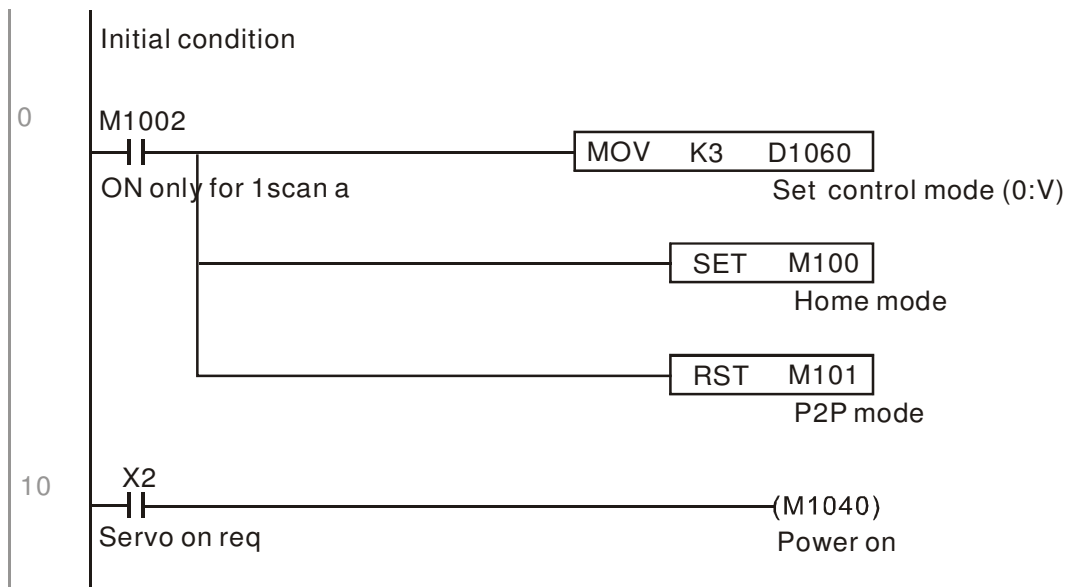 Initial condition
0
M1002
MOV K3 D1060
ON only for 1scan a
Set control mode (0:V)
SET M100
Home mode
RST M101
P2P mode
10
X2
(M1040)
Servo on req
Power on